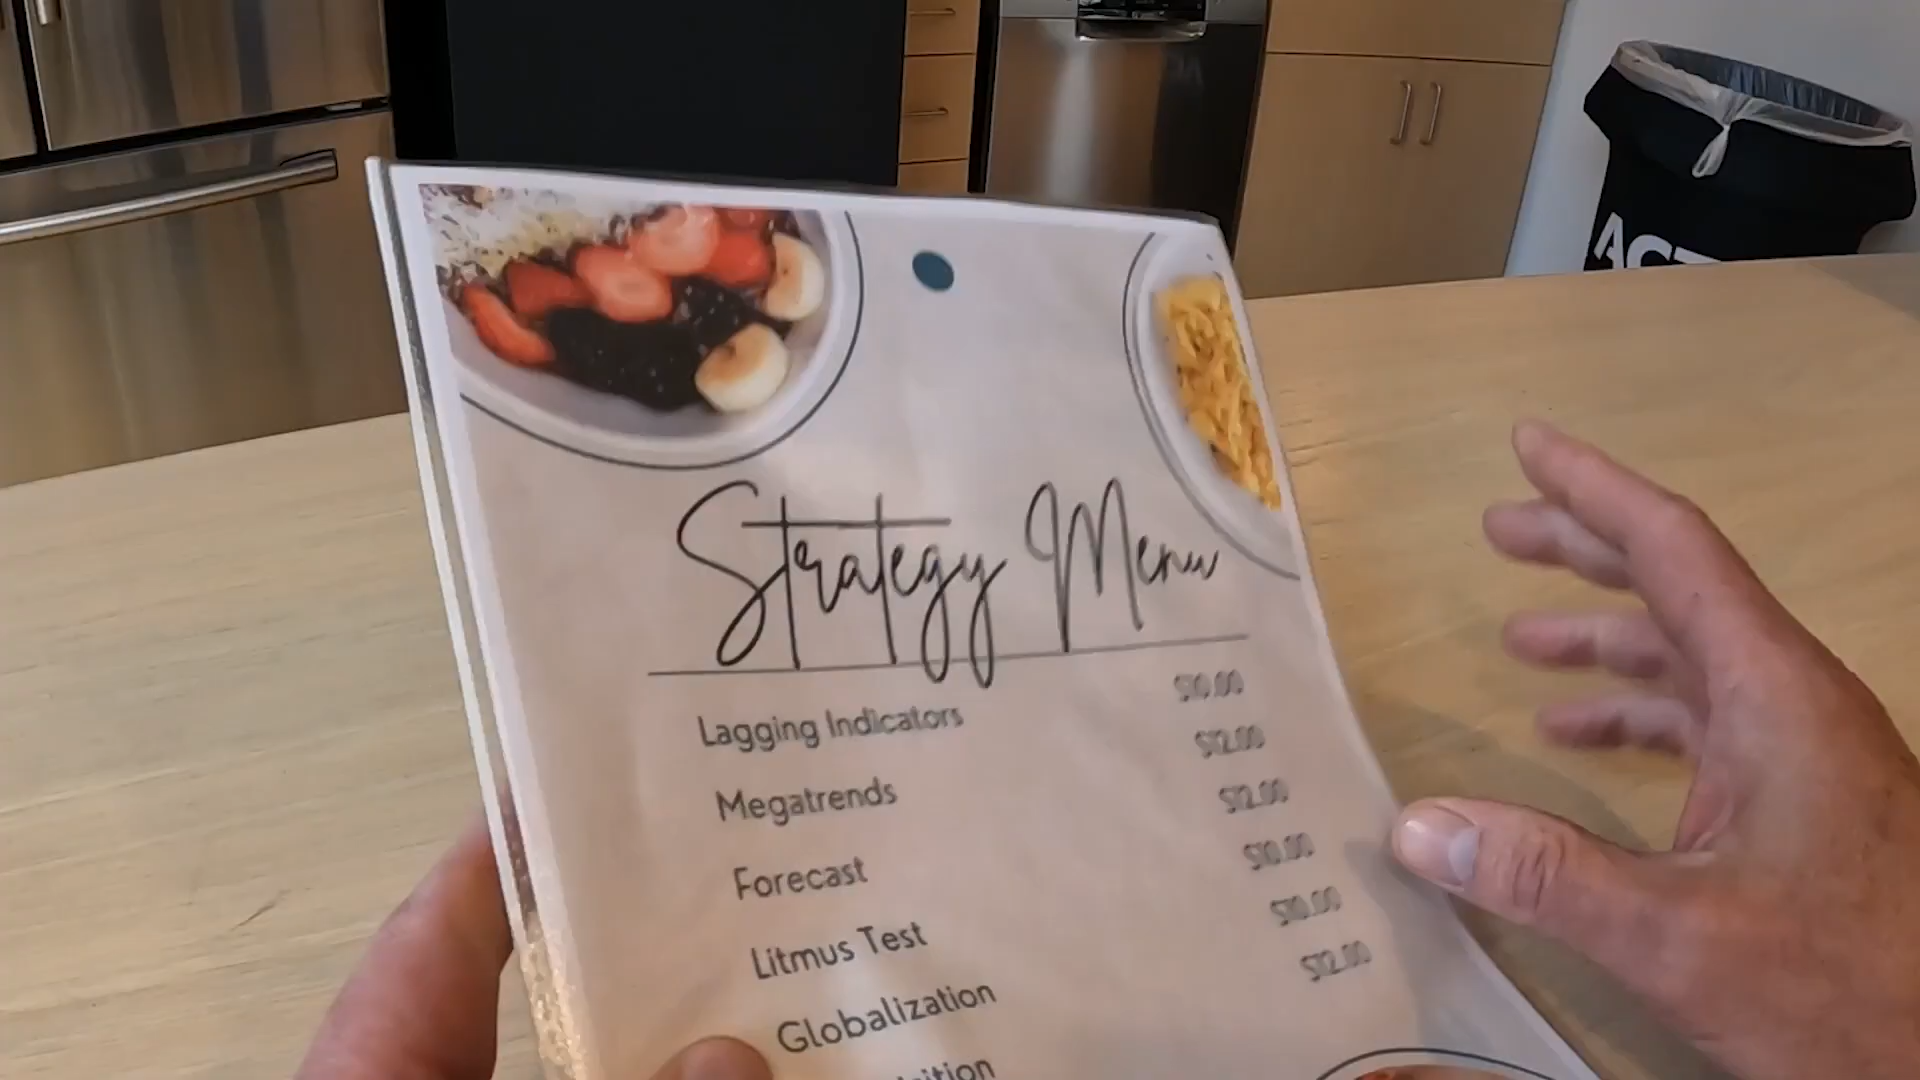 Strategy Menu
Lagging Indicators $10.00
Megatrends $12.00
Forecast $12.00
Litmus Test $10.00
Globalization $10.00
$12.00